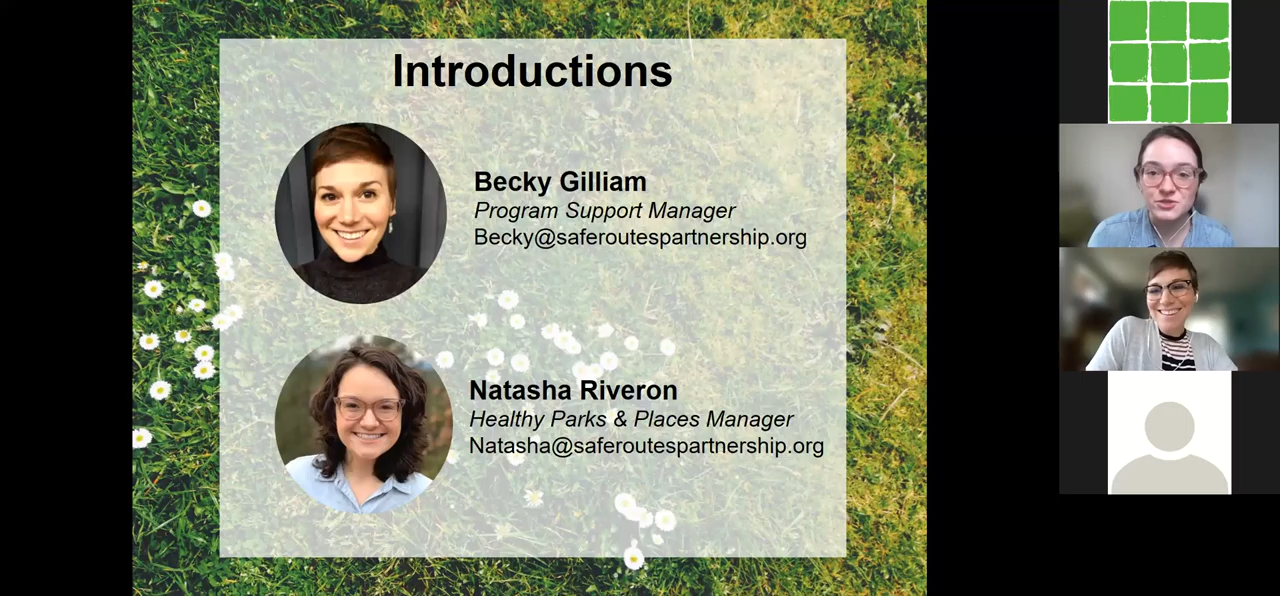 Introductions
Becky Gilliam
Program Support Manager
Becky@saferoutespartnership.org
Natasha Riveron
Healthy Parks & Places Manager
Natasha@saferoutespartnership.org